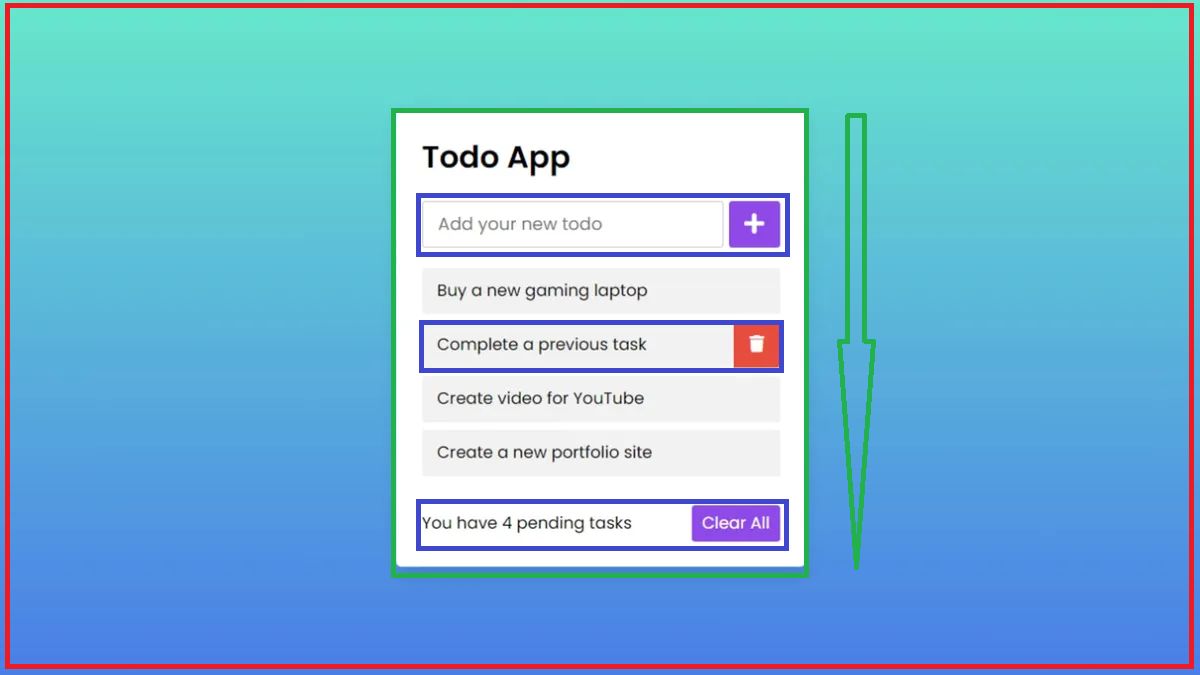 Todo App
Add your new todo
Buy a new gaming laptop
Complete a previous task
Create video for YouTube
Create a new portfolio site
You have 4 pending tasks
Clear All